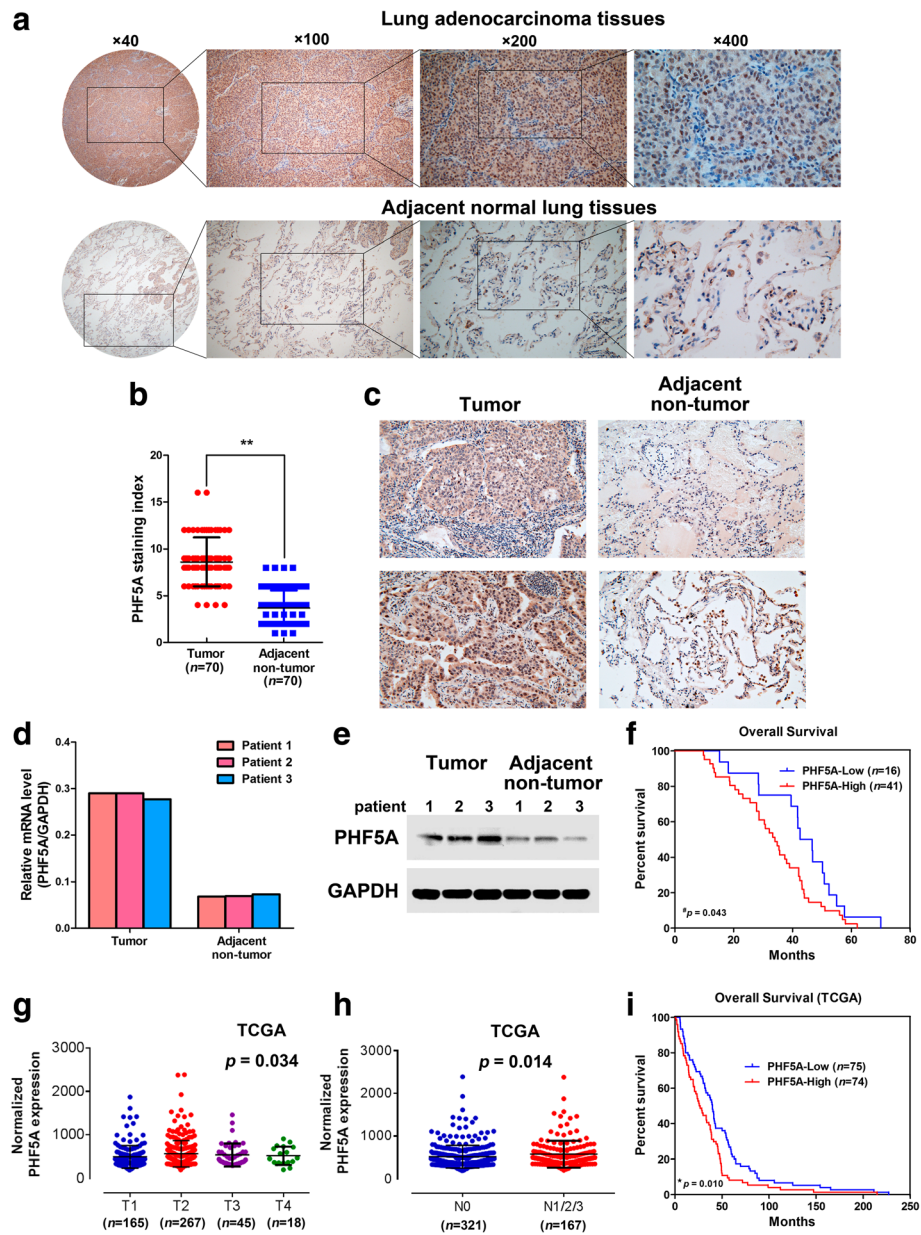 a
Lung adenocarcinoma tissues
×40 ×100 ×200 ×400
Adjacent normal lung tissues
b
**
PHF5A staining index
20
15
10
5
0
Tumor
(n=70)
Adjacent
non-tumor
(n=70)
c
Tumor
Adjacent
non-tumor
d
Relative mRNA level
(PHF5A/GAPDH)
0.4
0.3
0.2
0.1
0.0
Patient 1
Patient 2
Patient 3
Tumor
Adjacent
non-tumor
e
Tumor
Adjacent
non-tumor
patient 1 2 3 1 2 3
PHF5A
GAPDH
f
Overall Survival
Percent survival
100
80
60
40
20
0
PHF5A-Low (n=16)
PHF5A-High (n=41)
#p = 0.043
0 20 40 60 80
Months
g
TCGA
p = 0.034
Normalized
PHF5A expression
3000
2000
1000
0
T1 T2 T3 T4
(n=165) (n=267) (n=45) (n=18)
h
TCGA
p = 0.014
Normalized
PHF5A expression
3000
2000
1000
0
N0 N1/2/3
(n=321) (n=167)
i
Overall Survival (TCGA)
Percent survival
100
80
60
40
20
0
PHF5A-Low (n=75)
PHF5A-High (n=74)
*p = 0.010
0 50 100 150 200 250
Months